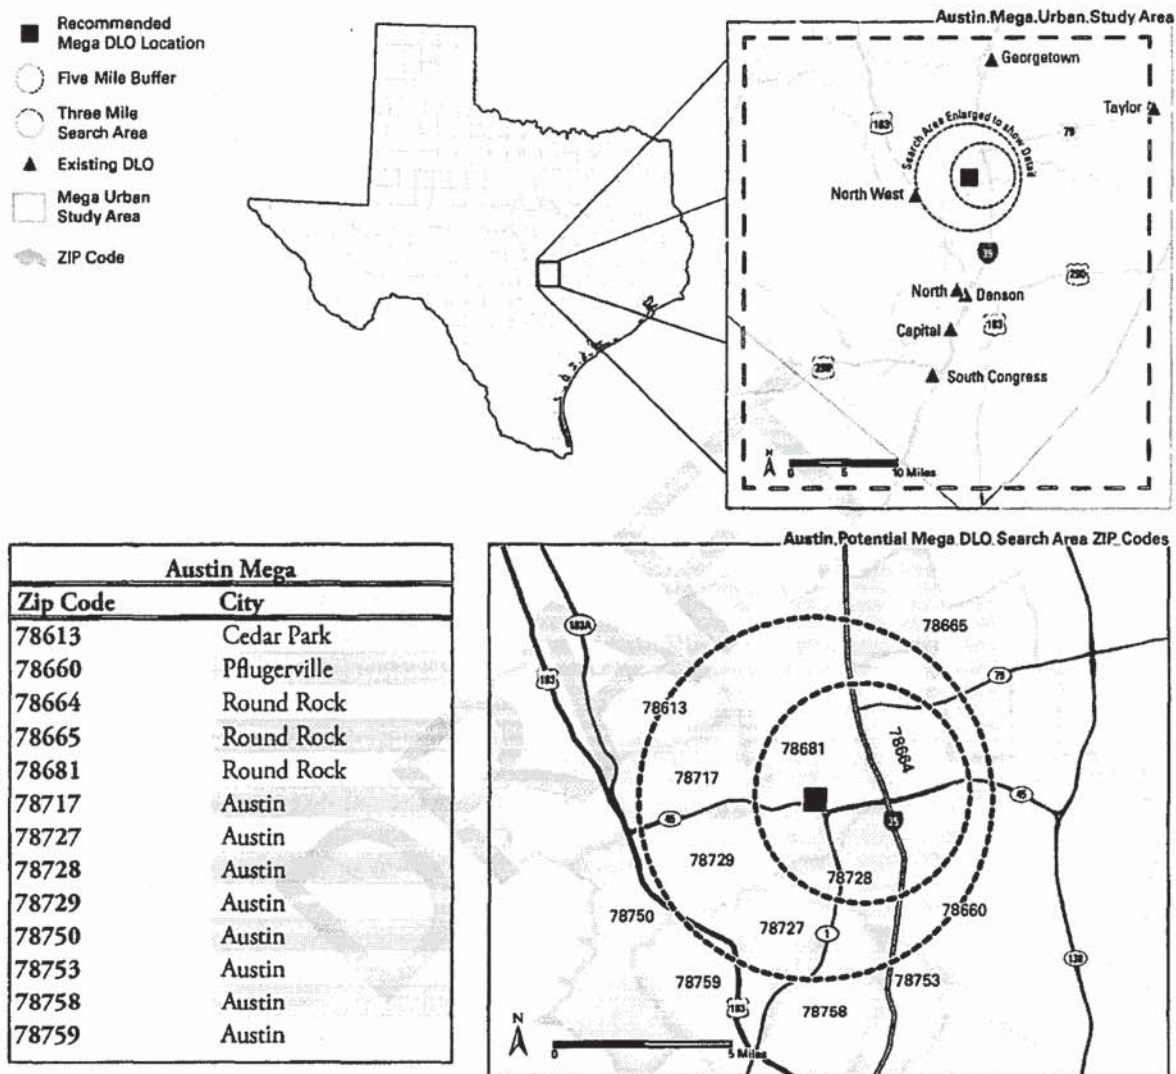 Recommended
Mega DLO Location
Five Mile Buffer
Three Mile
Search Area
Existing DLO
Mega Urban
Study Area
ZIP Code
Austin Mega Urban Study Area
Georgetown
Taylor
183
79
Search Area Enlarged to show Detail
North West
35
290
North
Denson
183
Capital
290
South Congress
N
0 5 10 Miles
Austin Mega
Zip Code City
78613 Cedar Park
78660 Pflugerville
78664 Round Rock
78665 Round Rock
78681 Round Rock
78717 Austin
78727 Austin
78728 Austin
78729 Austin
78750 Austin
78753 Austin
78758 Austin
78759 Austin
Austin Potential Mega DLO Search Area ZIP Codes
183A
78665
183
79
78613
78681
78664
78717
45
45
35
78729
78728
78750
78660
78727
1
130
78759
78753
183
78758
N
0 5 Miles